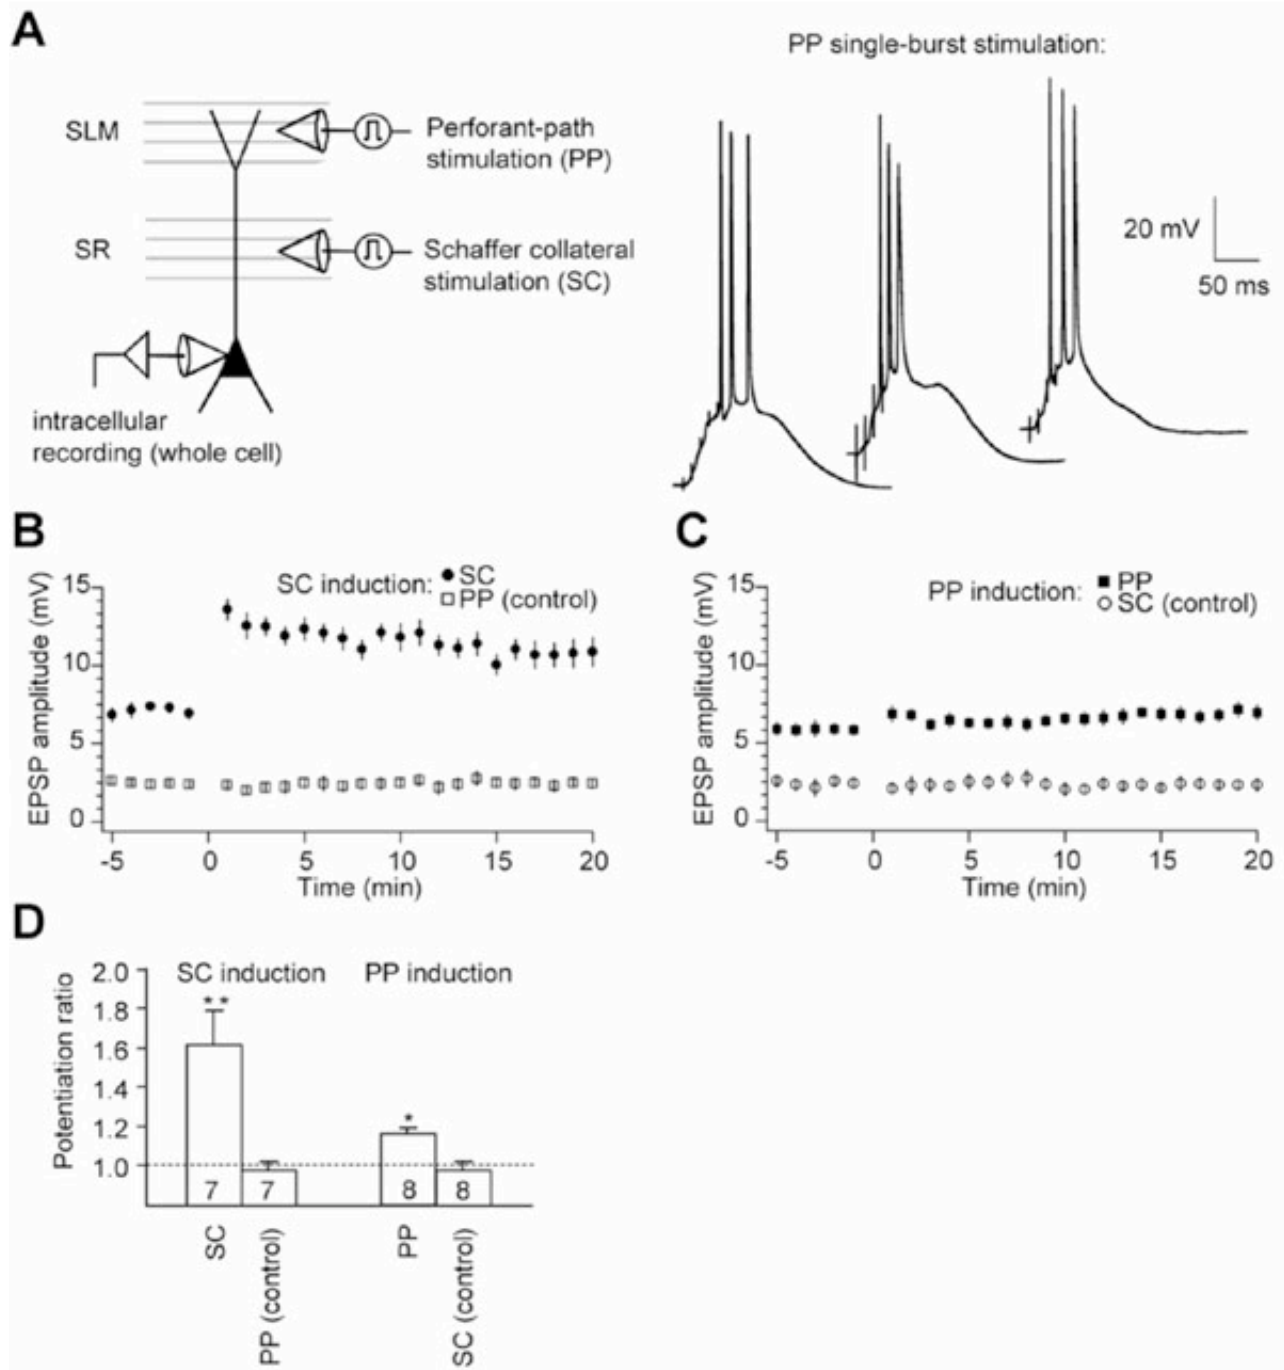 A
PP single-burst stimulation:
SLM
Perforant-path
stimulation (PP)
SR
Schaffer collateral
stimulation (SC)
20 mV
50 ms
intracellular
recording (whole cell)
B
SC induction:
SC
PP (control)
EPSP amplitude (mV)
15
10
5
0
-5 0 5 10 15 20
Time (min)
C
PP induction:
PP
SC (control)
EPSP amplitude (mV)
15
10
5
0
-5 0 5 10 15 20
Time (min)
D
SC induction PP induction
Potentiation ratio
2.0
1.8
1.6
1.4
1.2
1.0
**
*
7 7 8 8
SC
PP (control)
PP
SC (control)